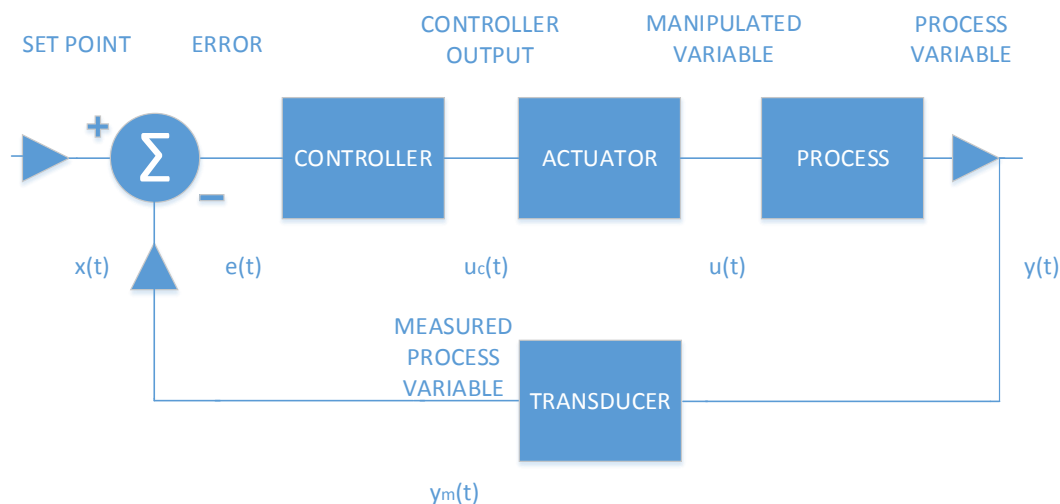 SET POINT
ERROR
CONTROLLER
OUTPUT
MANIPULATED
VARIABLE
PROCESS
VARIABLE
+
Σ
−
CONTROLLER
ACTUATOR
PROCESS
x(t)
e(t)
uc(t)
u(t)
y(t)
MEASURED
PROCESS
VARIABLE
TRANSDUCER
ym(t)